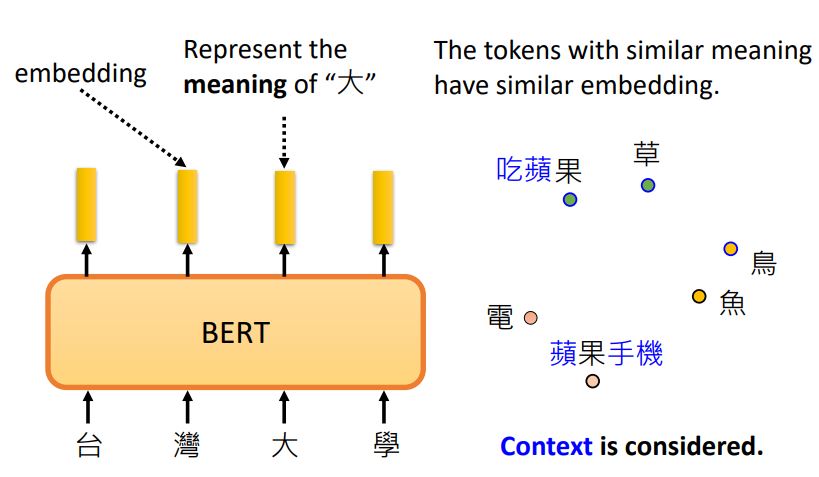 embedding
Represent the
meaning of “大”
The tokens with similar meaning
have similar embedding.
BERT
台 灣 大 學
吃蘋果
草
鳥
魚
電
蘋果手機
Context is considered.